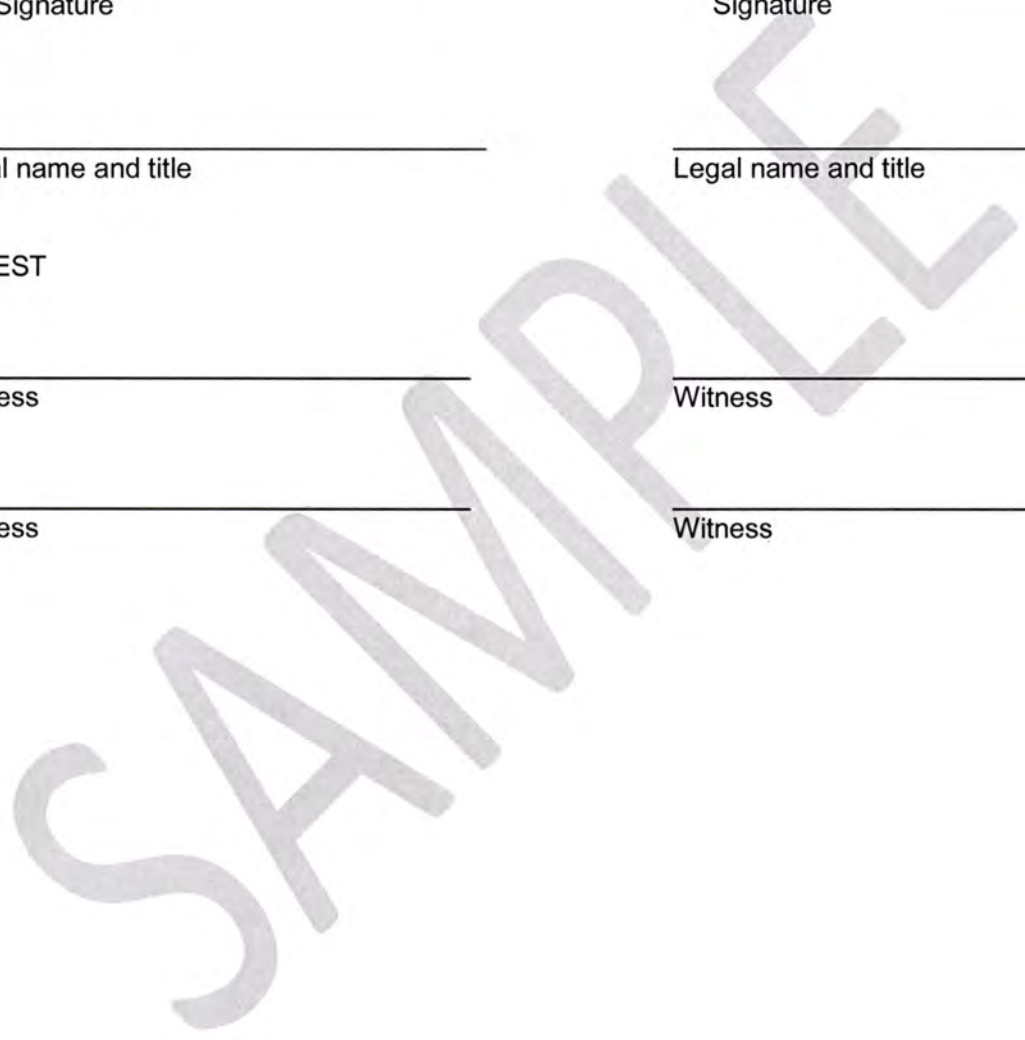 Signature Signature
l name and title Legal name and title
EST
ess Witness
ess Witness
SAMPLE